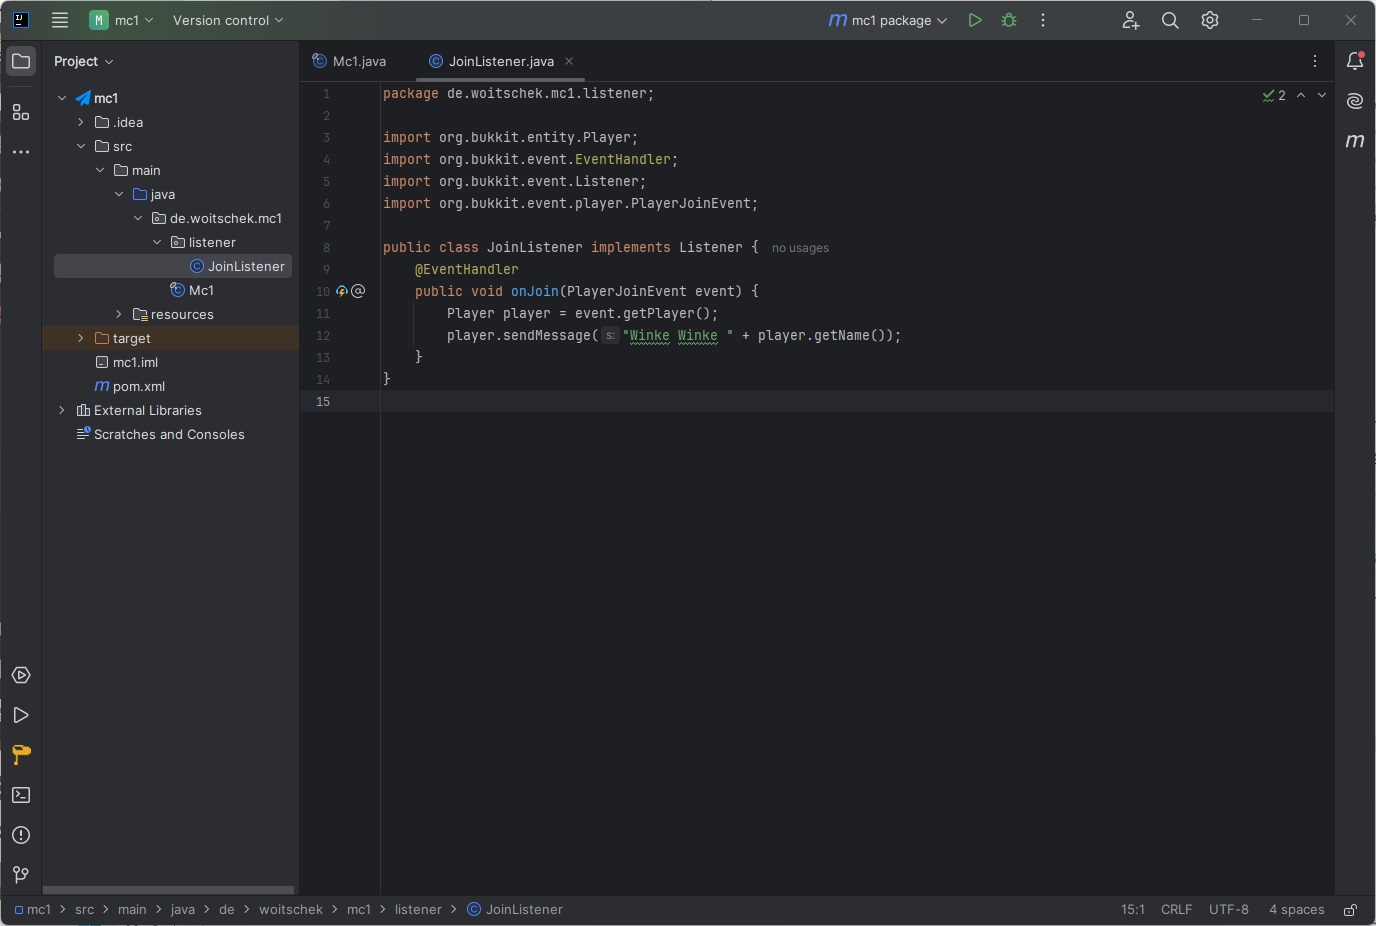 IJ
M mc1 Version control m mc1 package
Project
mc1
.idea
src
main
java
de.woitschek.mc1
listener
JoinListener
Mc1
resources
target
mc1.iml
m pom.xml
External Libraries
Scratches and Consoles
Mc1.java JoinListener.java
2
1 package de.woitschek.mc1.listener;
2
3 import org.bukkit.entity.Player;
4 import org.bukkit.event.EventHandler;
5 import org.bukkit.event.Listener;
6 import org.bukkit.event.player.PlayerJoinEvent;
7
8 public class JoinListener implements Listener { no usages
9 @EventHandler
10 public void onJoin(PlayerJoinEvent event) {
11 Player player = event.getPlayer();
12 player.sendMessage( s: "Winke Winke " + player.getName());
13 }
14 }
15
m
mc1 > src > main > java > de > woitschek > mc1 > listener > JoinListener
15:1 CRLF UTF-8 4 spaces